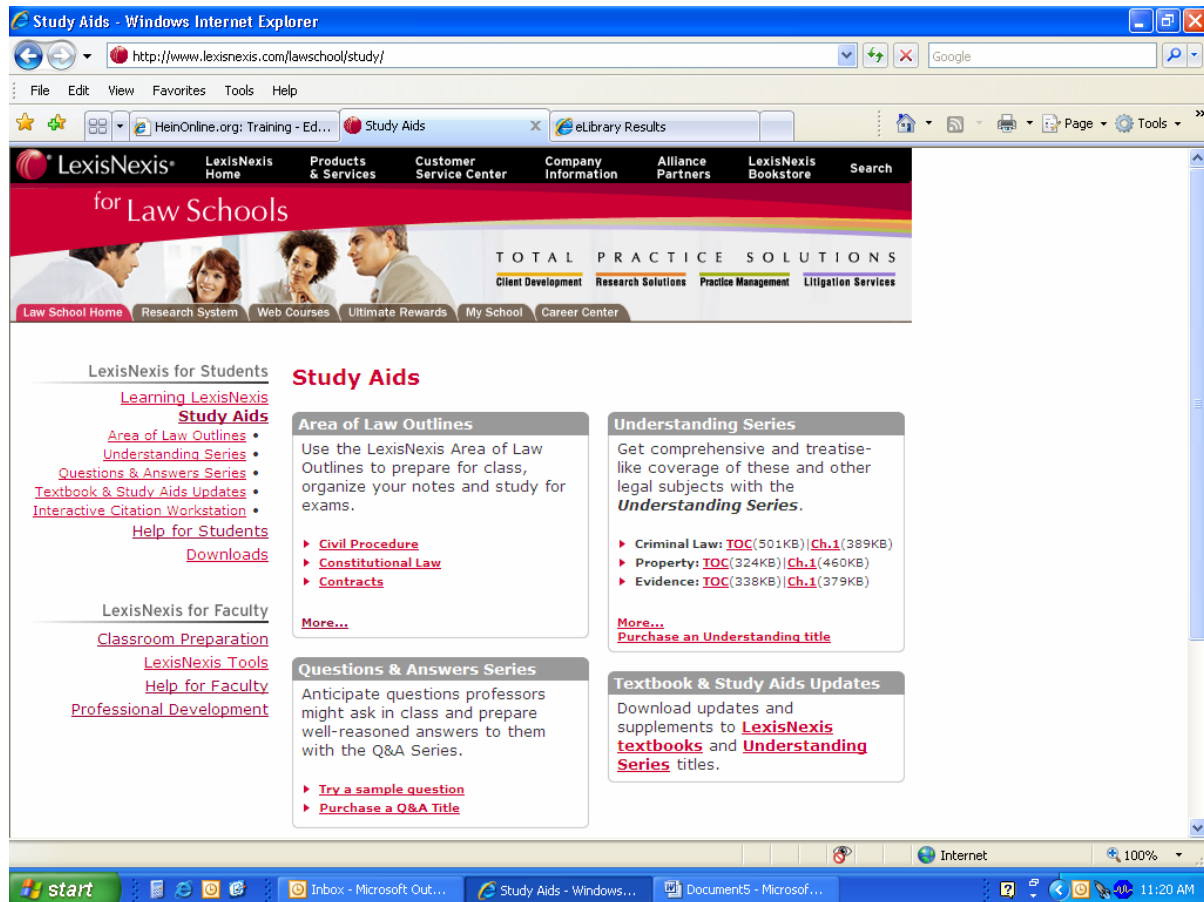 Study Aids - Windows Internet Explorer
http://www.lexisnexis.com/lawschool/study/
Google
File Edit View Favorites Tools Help
HeinOnline.org: Training - Ed... Study Aids eLibrary Results Page Tools
LexisNexis® LexisNexis Home Products & Services Customer Service Center Company Information Alliance Partners LexisNexis Bookstore Search
for Law Schools
TOTAL PRACTICE SOLUTIONS
Client Development Research Solutions Practice Management Litigation Services
Law School Home Research System Web Courses Ultimate Rewards My School Career Center
LexisNexis for Students
Learning LexisNexis
Study Aids
Area of Law Outlines •
Understanding Series •
Questions & Answers Series •
Textbook & Study Aids Updates •
Interactive Citation Workstation •
Help for Students
Downloads
LexisNexis for Faculty
Classroom Preparation
LexisNexis Tools
Help for Faculty
Professional Development
Study Aids
Area of Law Outlines
Use the LexisNexis Area of Law
Outlines to prepare for class,
organize your notes and study for
exams.
Civil Procedure
Constitutional Law
Contracts
More...
Understanding Series
Get comprehensive and treatise-
like coverage of these and other
legal subjects with the
Understanding Series.
Criminal Law: TOC(501KB)|Ch.1(389KB)
Property: TOC(324KB)|Ch.1(460KB)
Evidence: TOC(338KB)|Ch.1(379KB)
More...
Purchase an Understanding title
Questions & Answers Series
Anticipate questions professors
might ask in class and prepare
well-reasoned answers to them
with the Q&A Series.
Try a sample question
Purchase a Q&A Title
Textbook & Study Aids Updates
Download updates and
supplements to LexisNexis
textbooks and Understanding
Series titles.
Internet 100%
start Inbox - Microsoft Out... Study Aids - Windows... Document5 - Microsof... 11:20 AM